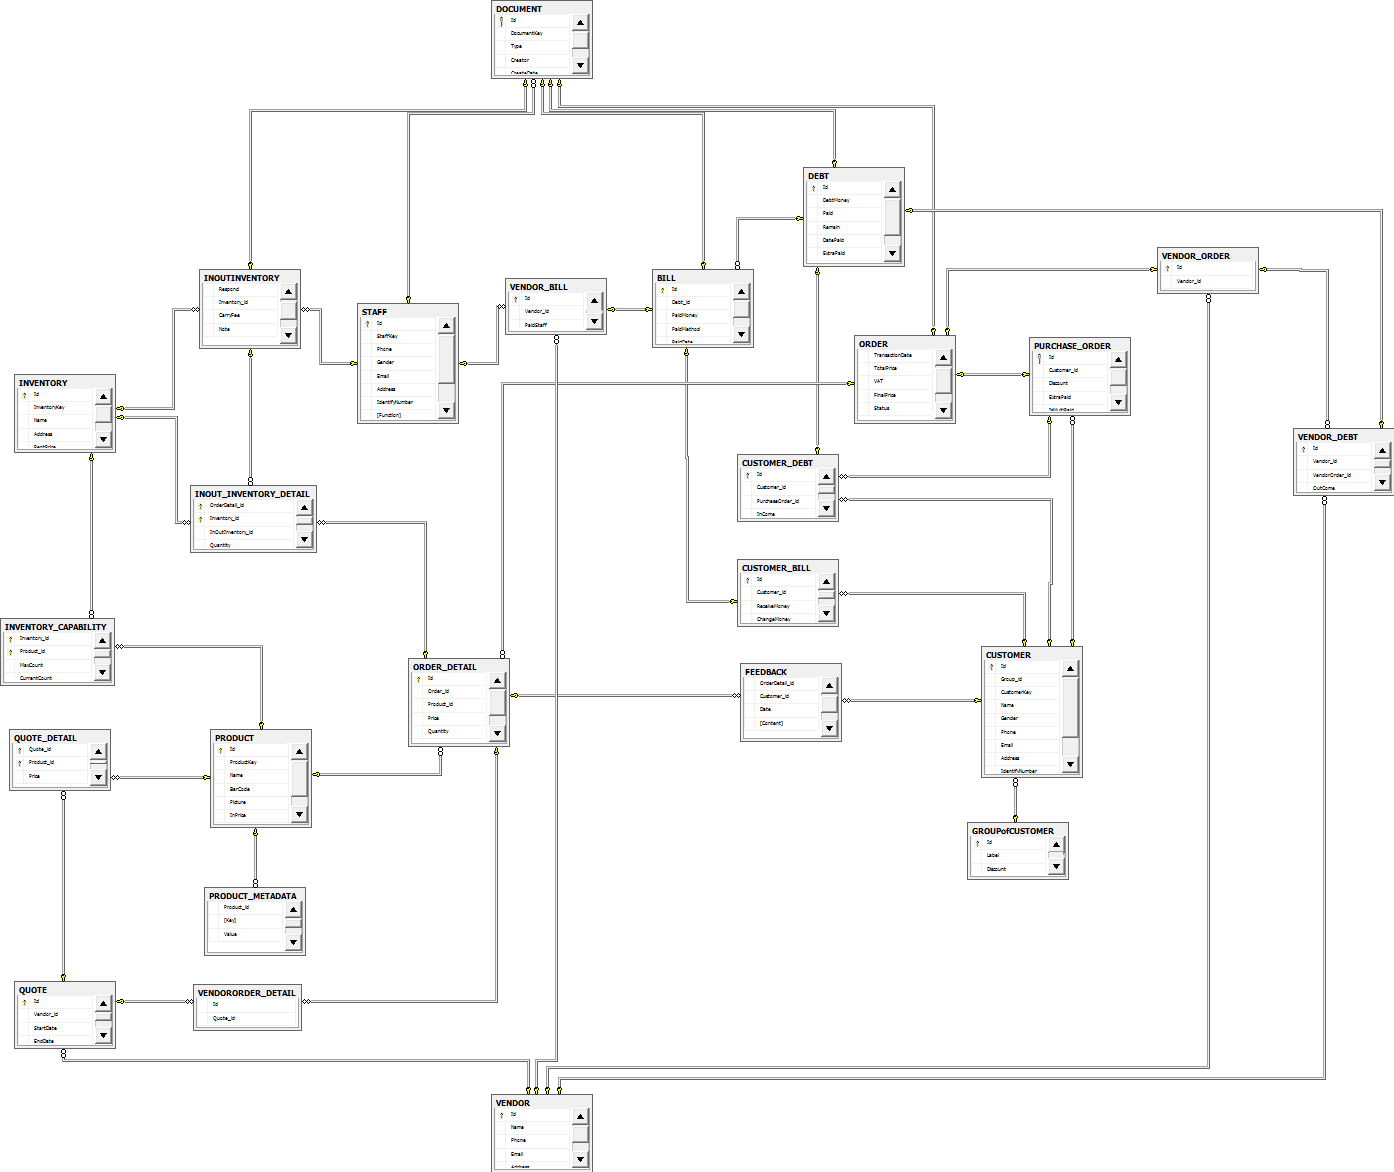 DOCUMENT
Id
DocumentKey
Type
Creator
CreateDate
DEBT
Id
DebtMoney
Paid
Remain
DatePaid
ExtraPaid
VENDOR_ORDER
Id
Vendor_Id
INOUTINVENTORY
Respond
Inventory_Id
CarryFee
Note
STAFF
Id
StaffKey
Phone
Gender
Email
Address
IdentifyNumber
[Function]
VENDOR_BILL
Id
Vendor_Id
PaidStaff
BILL
Id
Debt_Id
PaidMoney
PaidMethod
PaidDate
ORDER
TransactionDate
TotalPrice
VAT
FinalPrice
Status
PURCHASE_ORDER
Id
Customer_Id
Discount
ExtraPaid
INVENTORY
Id
InventoryKey
Name
Address
RentPrice
VENDOR_DEBT
Id
Vendor_Id
VendorOrder_Id
OutCome
CUSTOMER_DEBT
Id
Customer_Id
PurchaseOrder_Id
InCome
INOUT_INVENTORY_DETAIL
OrderDetail_Id
Inventory_Id
InOutInventory_Id
Quantity
CUSTOMER_BILL
Id
Customer_Id
ReceiveMoney
ChangeMoney
INVENTORY_CAPABILITY
Inventory_Id
Product_Id
MaxCount
CurrentCount
ORDER_DETAIL
Id
Order_Id
Product_Id
Price
Quantity
FEEDBACK
OrderDetail_Id
Customer_Id
Date
[Content]
CUSTOMER
Id
Group_Id
CustomerKey
Name
Gender
Phone
Email
Address
IdentifyNumber
QUOTE_DETAIL
Quote_Id
Product_Id
Price
PRODUCT
Id
ProductKey
Name
BarCode
Picture
InPrice
GROUPofCUSTOMER
Id
Label
Discount
PRODUCT_METADATA
Product_Id
[Key]
Value
QUOTE
Id
Vendor_Id
StartDate
EndDate
VENDORORDER_DETAIL
Id
Quote_Id
VENDOR
Id
Name
Phone
Email
Address